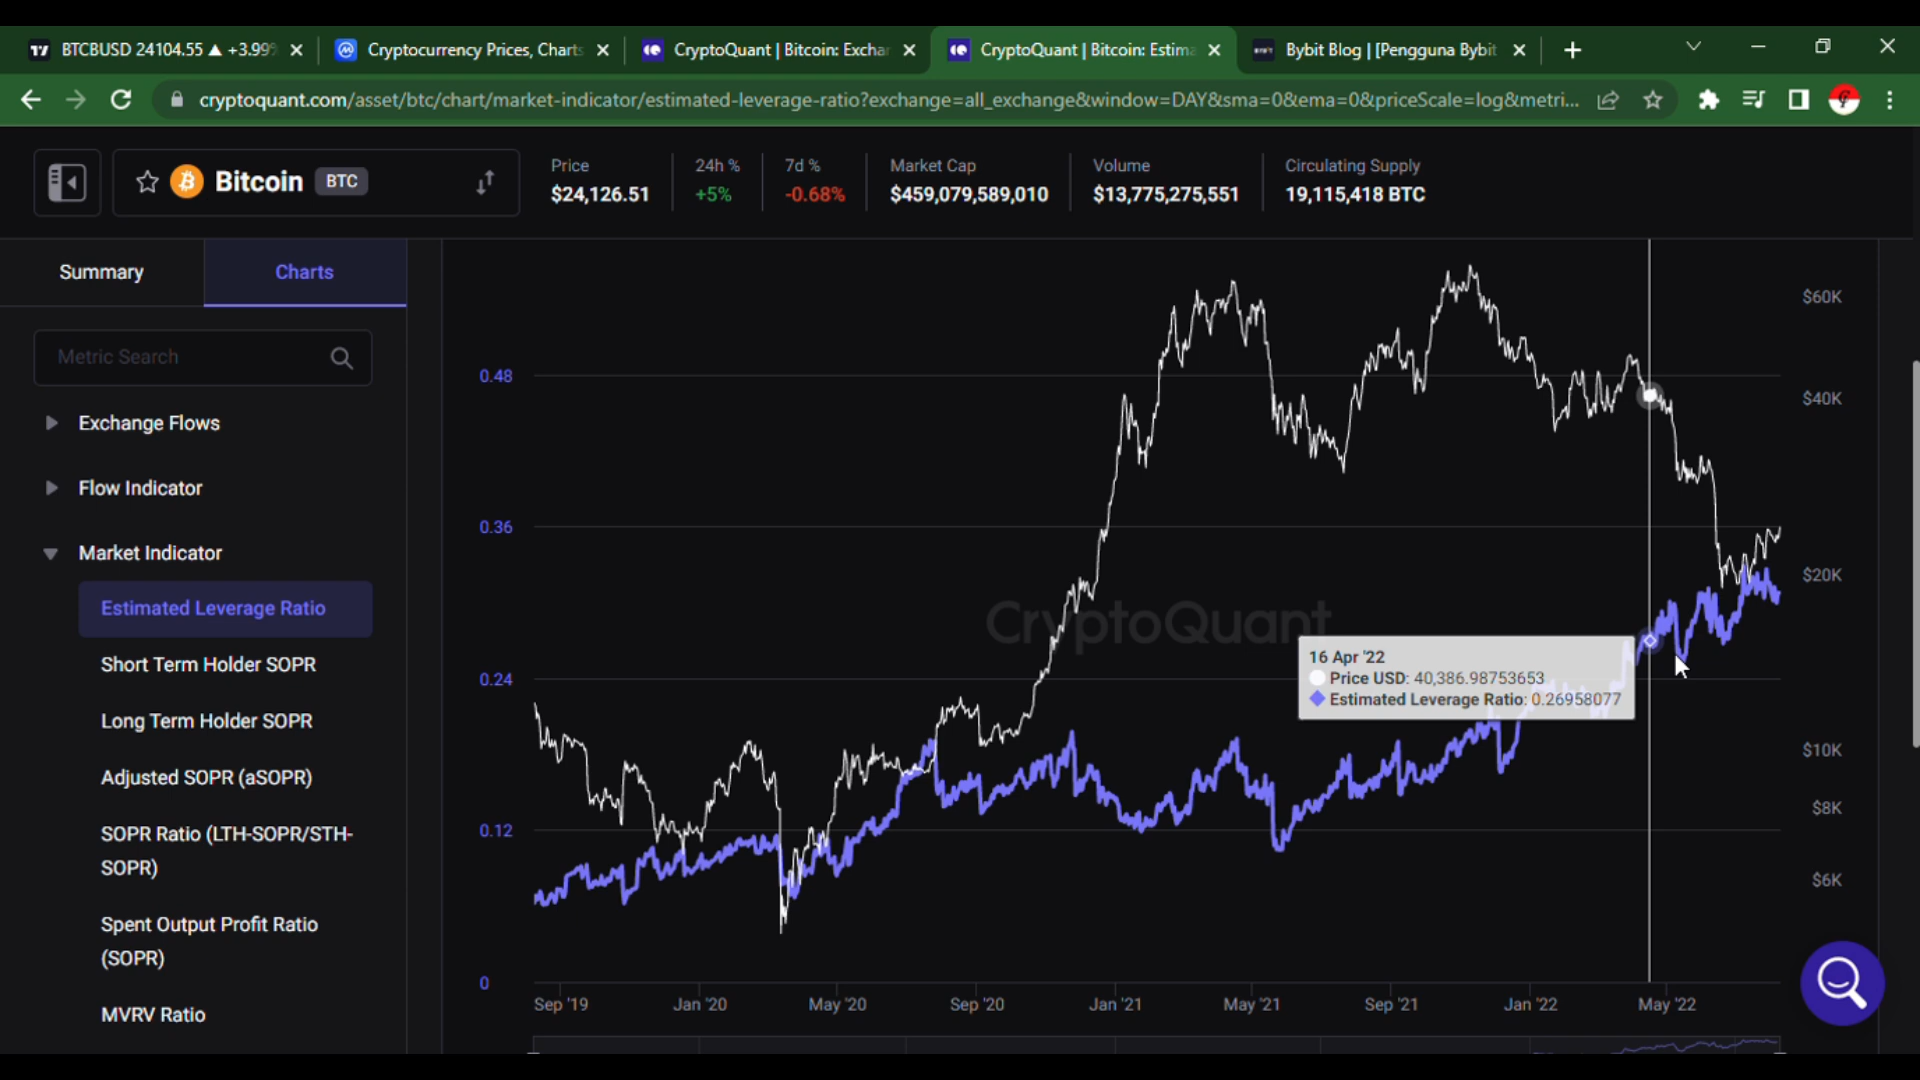 BTCBUSD 24104.55 ▲ +3.99%
Cryptocurrency Prices, Charts
CryptoQuant | Bitcoin: Exchan
CryptoQuant | Bitcoin: Estima
Bybit Blog | [Pengguna Bybit
cryptoquant.com/asset/btc/chart/market-indicator/estimated-leverage-ratio?exchange=all_exchange&window=DAY&sma=0&ema=0&priceScale=log&metri...
Bitcoin BTC
Price
$24,126.51
24h %
+5%
7d %
-0.68%
Market Cap
$459,079,589,010
Volume
$13,775,275,551
Circulating Supply
19,115,418 BTC
Summary
Charts
Metric Search
Exchange Flows
Flow Indicator
Market Indicator
Estimated Leverage Ratio
Short Term Holder SOPR
Long Term Holder SOPR
Adjusted SOPR (aSOPR)
SOPR Ratio (LTH-SOPR/STH-
SOPR)
Spent Output Profit Ratio
(SOPR)
MVRV Ratio
0.48
0.36
0.24
0.12
0
$60K
$40K
$20K
$10K
$8K
$6K
CryptoQuant
16 Apr '22
Price USD: 40,386.98753653
Estimated Leverage Ratio: 0.26958077
Sep '19
Jan '20
May '20
Sep '20
Jan '21
May '21
Sep '21
Jan '22
May '22